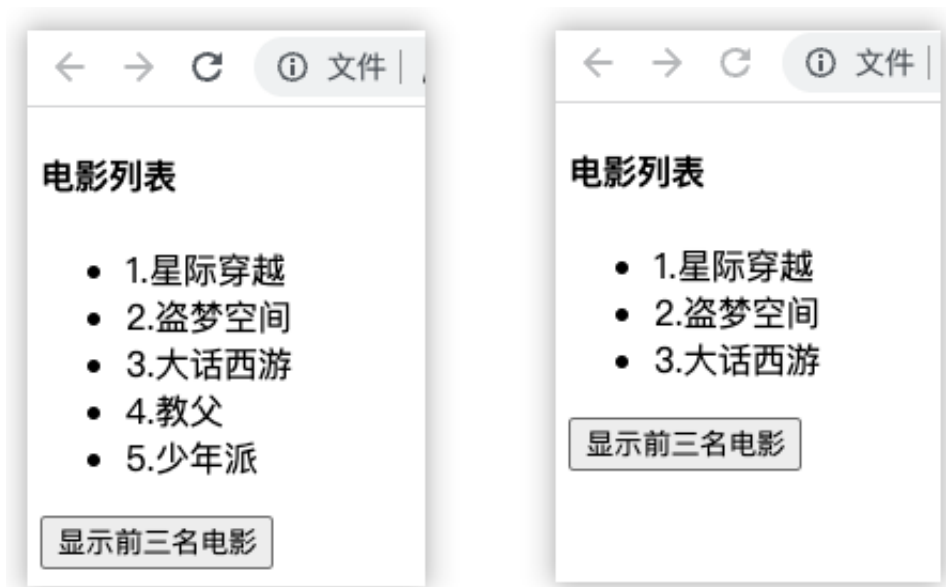 文件
电影列表
1.星际穿越
2.盗梦空间
3.大话西游
4.教父
5.少年派
显示前三名电影
文件
电影列表
1.星际穿越
2.盗梦空间
3.大话西游
显示前三名电影